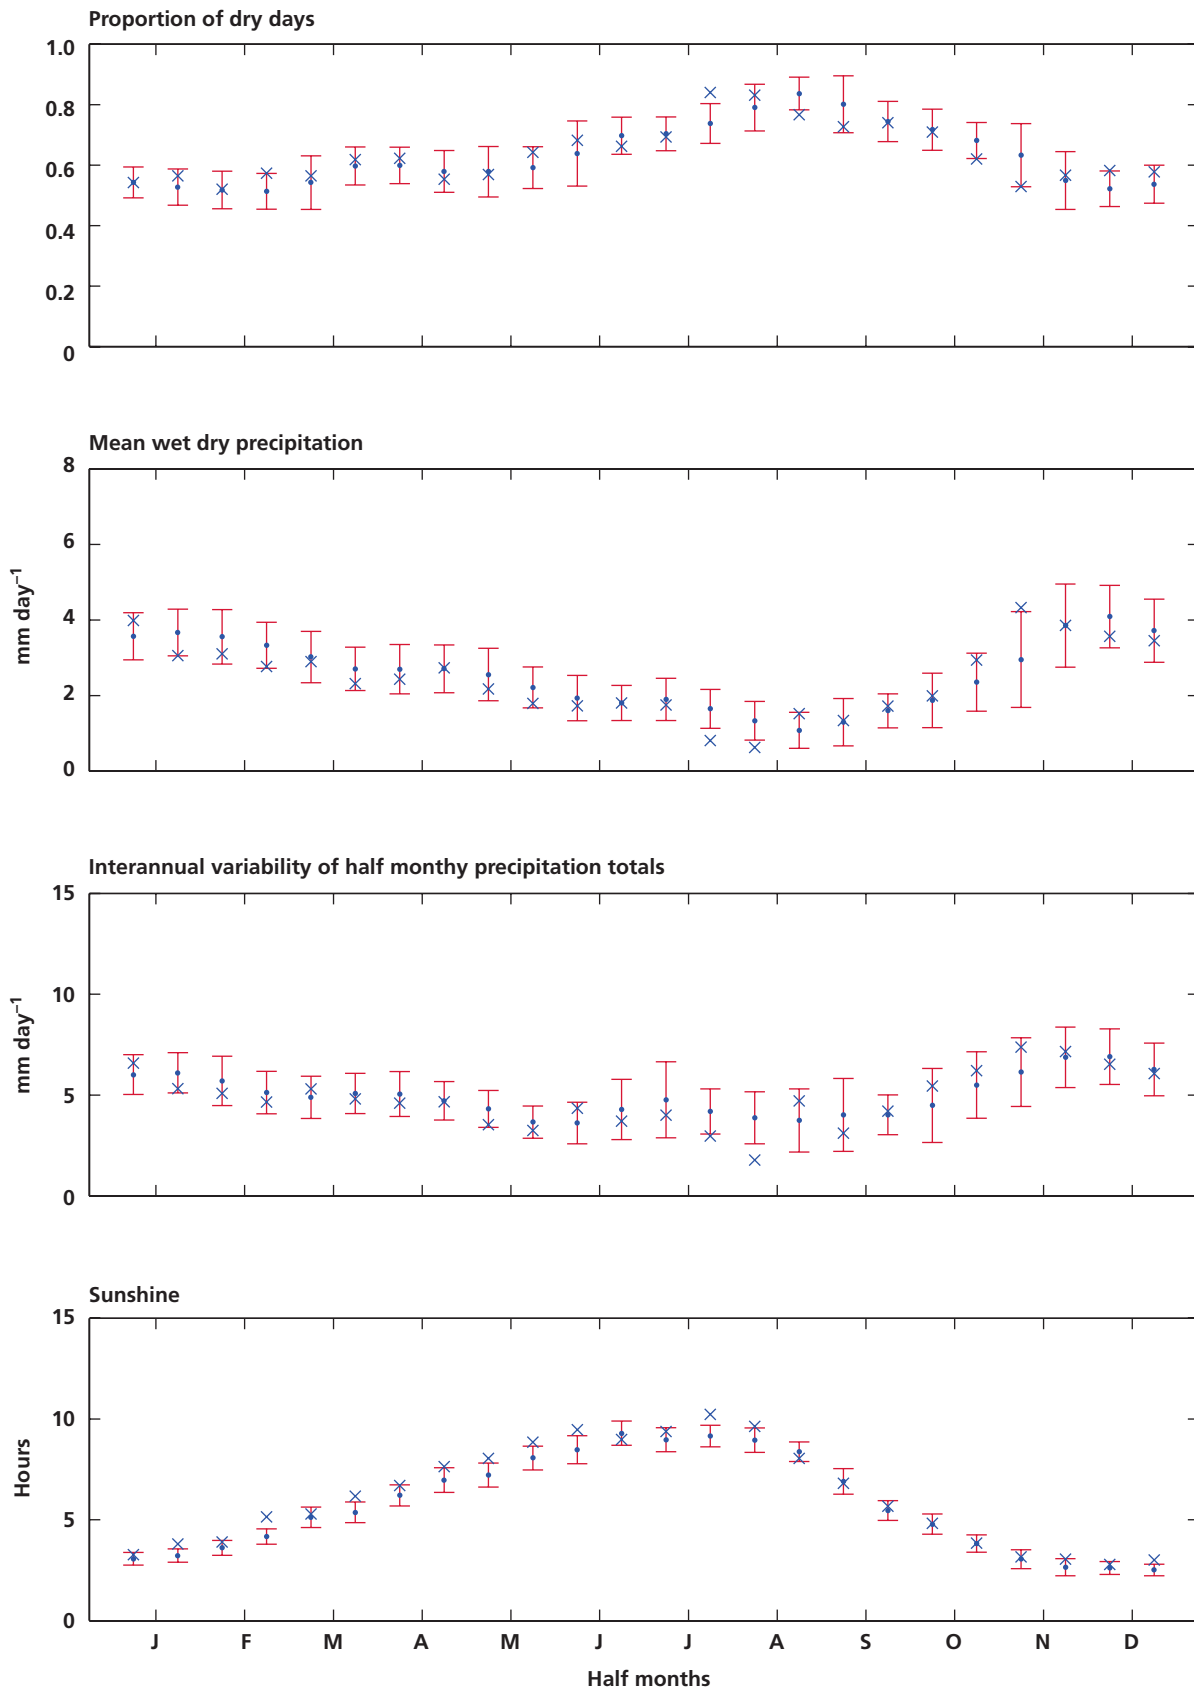 Proportion of dry days
1.0
0.8
0.6
0.4
0.2
0
Mean wet dry precipitation
8
6
4
2
0
mm day⁻¹
Interannual variability of half monthy precipitation totals
15
10
5
0
mm day⁻¹
Sunshine
15
10
5
0
Hours
J F M A M J J A S O N D
Half months